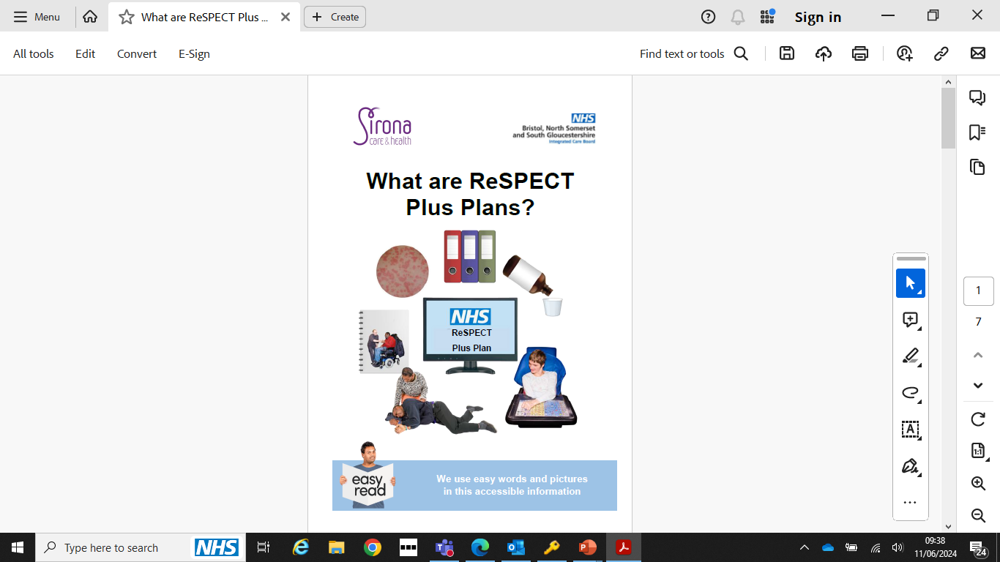 Menu
What are ReSPECT Plus ...
Create
Sign in
All tools
Edit
Convert
E-Sign
Find text or tools
Sirona
care & health
NHS
Bristol, North Somerset
and South Gloucestershire
Integrated Care Board
What are ReSPECT
Plus Plans?
NHS
ReSPECT
Plus Plan
easy
read
We use easy words and pictures
in this accessible information
A
1
7
1:1
Type here to search
NHS
09:38
11/06/2024
24